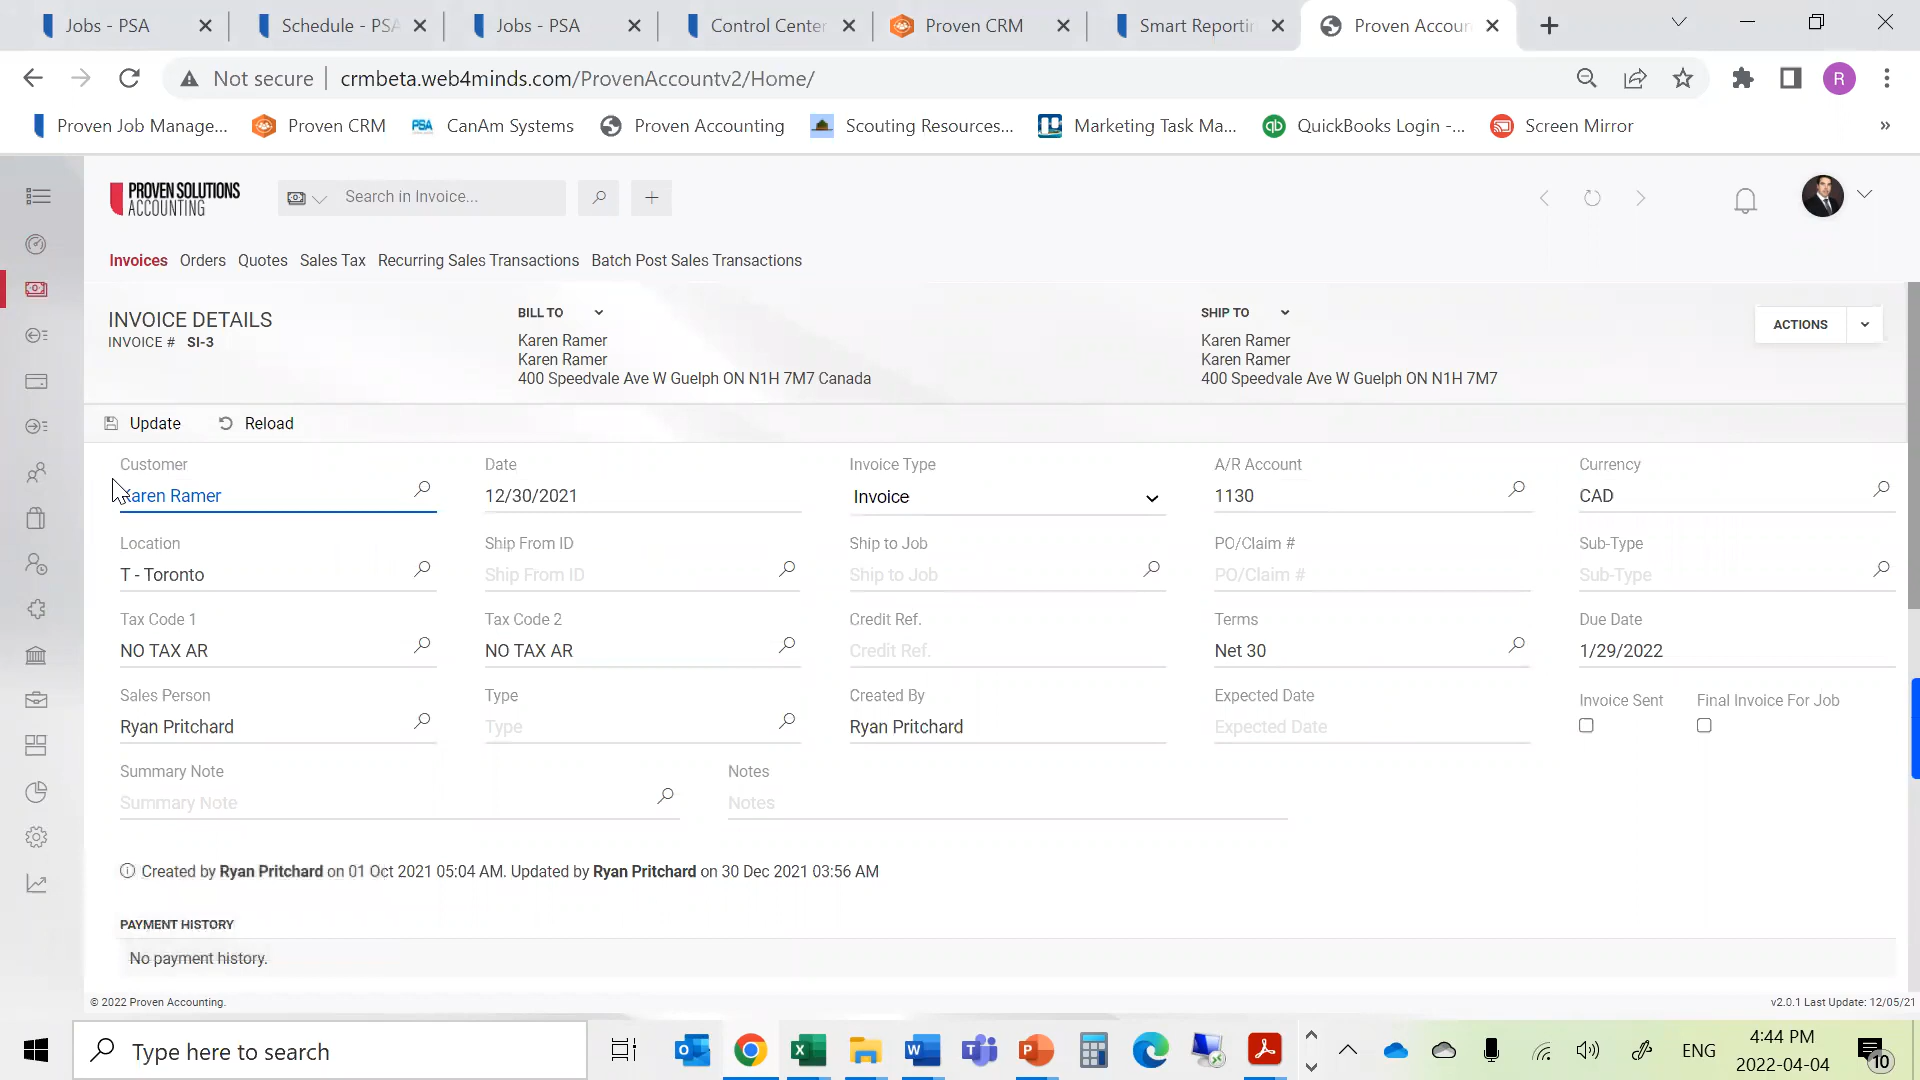 Jobs - PSA
Schedule - PSA
Jobs - PSA
Control Center
Proven CRM
Smart Reportin
Proven Accoun
Not secure
crmbeta.web4minds.com/ProvenAccountv2/Home/
R
Proven Job Manage...
Proven CRM
PSA CanAm Systems
Proven Accounting
Scouting Resources...
Marketing Task Ma...
qb QuickBooks Login -...
Screen Mirror
»
PROVEN SOLUTIONS
ACCOUNTING
Search in Invoice...
Invoices Orders Quotes Sales Tax Recurring Sales Transactions Batch Post Sales Transactions
INVOICE DETAILS
INVOICE # SI-3
BILL TO
Karen Ramer
Karen Ramer
400 Speedvale Ave W Guelph ON N1H 7M7 Canada
SHIP TO
Karen Ramer
Karen Ramer
400 Speedvale Ave W Guelph ON N1H 7M7
ACTIONS
Update Reload
Customer Date Invoice Type A/R Account Currency
Karen Ramer 12/30/2021 Invoice 1130 CAD
Location Ship From ID Ship to Job PO/Claim # Sub-Type
T - Toronto Ship From ID Ship to Job PO/Claim # Sub-Type
Tax Code 1 Tax Code 2 Credit Ref. Terms Due Date
NO TAX AR NO TAX AR Credit Ref. Net 30 1/29/2022
Sales Person Type Created By Expected Date Invoice Sent Final Invoice For Job
Ryan Pritchard Type Ryan Pritchard Expected Date
Summary Note Notes
Summary Note Notes
Created by Ryan Pritchard on 01 Oct 2021 05:04 AM. Updated by Ryan Pritchard on 30 Dec 2021 03:56 AM
PAYMENT HISTORY
No payment history.
© 2022 Proven Accounting.
v2.0.1 Last Update: 12/05/21
Type here to search
ENG
4:44 PM
2022-04-04
10